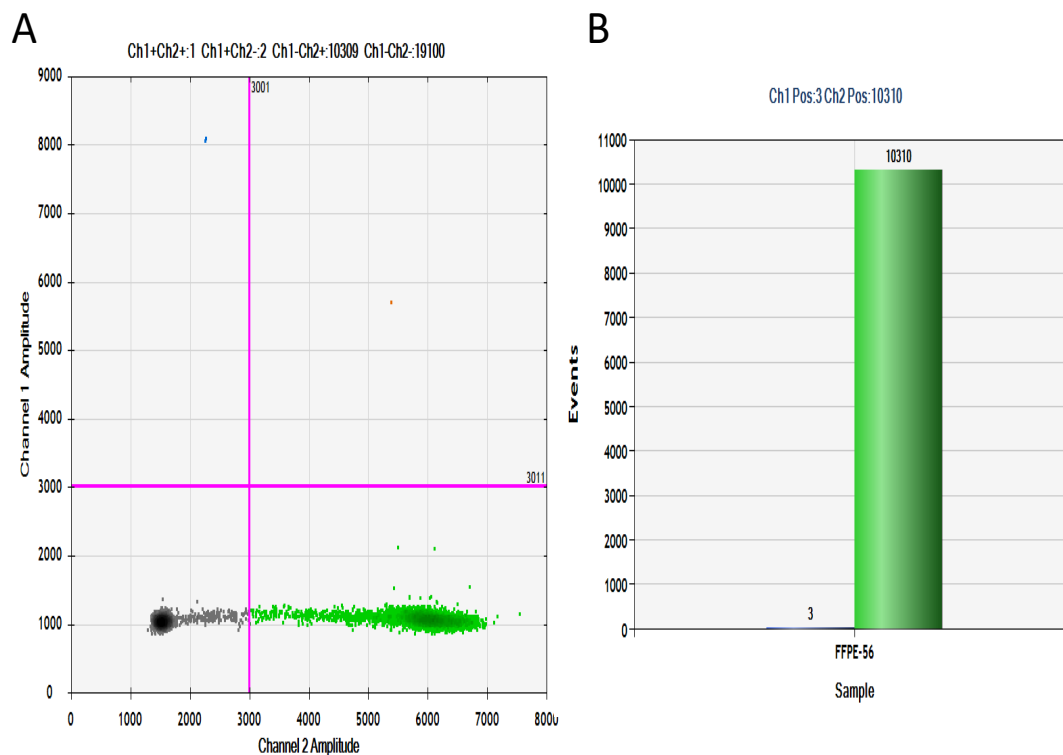 A
Ch1+Ch2+:1 Ch1+Ch2-:2 Ch1-Ch2+:10309 Ch1-Ch2-:19100
9000
8000
7000
6000
5000
4000
3000
2000
1000
0
3001
3011
Channel 1 Amplitude
0 1000 2000 3000 4000 5000 6000 7000 800
Channel 2 Amplitude
B
Ch1 Pos:3 Ch2 Pos:10310
11000
10000
9000
8000
7000
6000
5000
4000
3000
2000
1000
0
Events
10310
3
FFPE-56
Sample